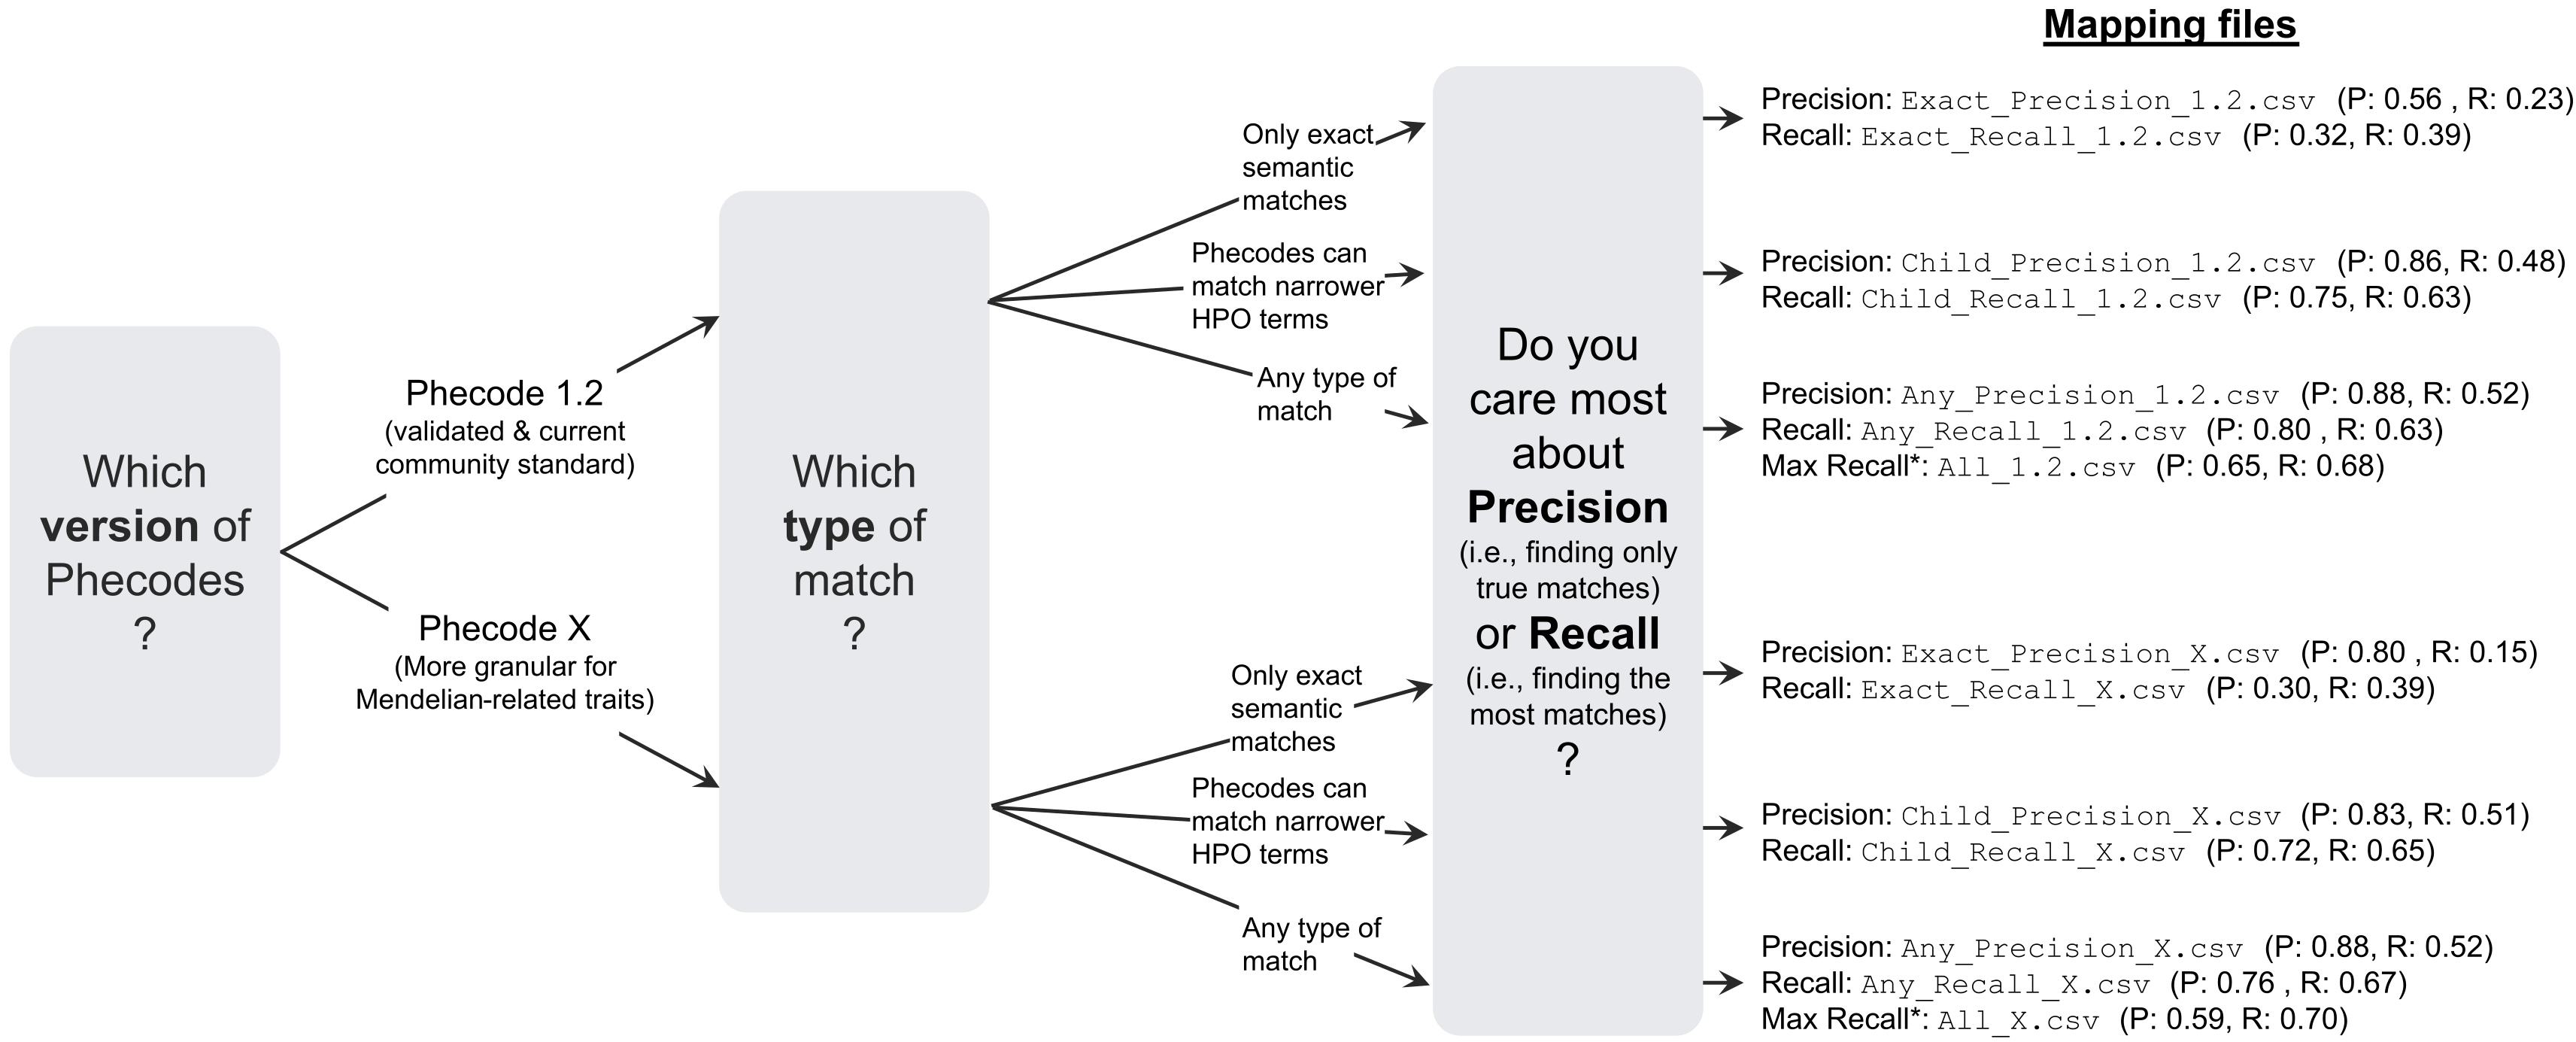 Mapping files
Which
version of
Phecodes
?
Phecode 1.2
(validated & current
community standard)
Phecode X
(More granular for
Mendelian-related traits)
Which
type of
match
?
Only exact
semantic
matches
Phecodes can
match narrower
HPO terms
Any type of
match
Only exact
semantic
matches
Phecodes can
match narrower
HPO terms
Any type of
match
Do you
care most
about
Precision
(i.e., finding only
true matches)
or Recall
(i.e., finding the
most matches)
?
Precision: Exact_Precision_1.2.csv (P: 0.56 , R: 0.23)
Recall: Exact_Recall_1.2.csv (P: 0.32, R: 0.39)
Precision: Child_Precision_1.2.csv (P: 0.86, R: 0.48)
Recall: Child_Recall_1.2.csv (P: 0.75, R: 0.63)
Precision: Any_Precision_1.2.csv (P: 0.88, R: 0.52)
Recall: Any_Recall_1.2.csv (P: 0.80 , R: 0.63)
Max Recall*: All_1.2.csv (P: 0.65, R: 0.68)
Precision: Exact_Precision_X.csv (P: 0.80 , R: 0.15)
Recall: Exact_Recall_X.csv (P: 0.30, R: 0.39)
Precision: Child_Precision_X.csv (P: 0.83, R: 0.51)
Recall: Child_Recall_X.csv (P: 0.72, R: 0.65)
Precision: Any_Precision_X.csv (P: 0.88, R: 0.52)
Recall: Any_Recall_X.csv (P: 0.76 , R: 0.67)
Max Recall*: All_X.csv (P: 0.59, R: 0.70)